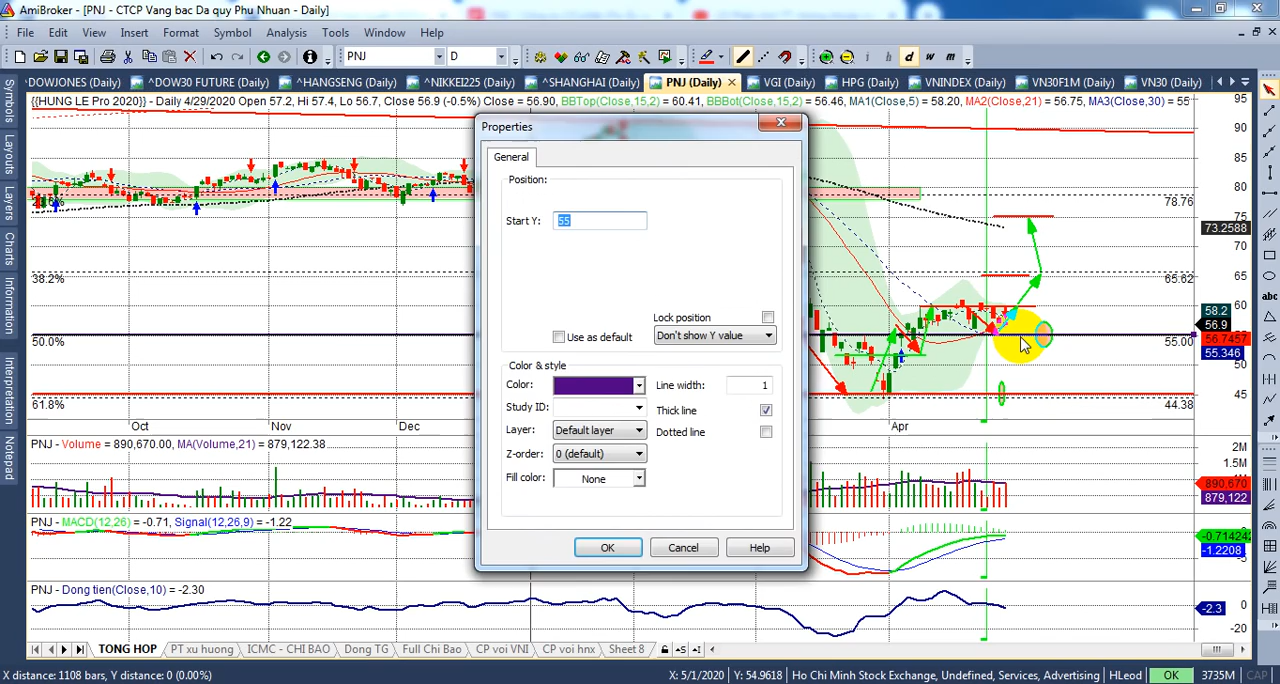 AmiBroker - [PNJ - CTCP Vang bac Da quy Phu Nhuan - Daily]
File Edit View Insert Format Symbol Analysis Tools Window Help
PNJ D i h d w m
^DOWJONES (Daily) ^DOW30 FUTURE (Daily) ^HANGSENG (Daily) ^NIKKEI225 (Daily) ^SHANGHAI (Daily) PNJ (Daily) VGI (Daily) HPG (Daily) VNINDEX (Daily) VN30F1M (Daily) VN30 (Daily)
{{HUNG LE Pro 2020}} - Daily 4/29/2020 Open 57.2, Hi 57.4, Lo 56.7, Close 56.9 (-0.5%) Close = 56.90, BBTop(Close,15,2) = 60.41, BBBot(Close,15,2) = 56.46, MA1(Close,5) = 58.20, MA2(Close,21) = 56.75, MA3(Close,30) = 55
Symbols
Layouts
Layers
Charts
Information
Interpretation
Notepad
Properties
General
Position:
Start Y: 55
Lock position
Use as default
Don't show Y value
Color & style
Color:
Line width: 1
Study ID:
Thick line
Layer: Default layer
Dotted line
Z-order: 0 (default)
Fill color: None
OK Cancel Help
38.2%
50.0%
61.8%
95
90
85
80
78.76
75
73.2588
70
65.62
65
60
58.2
56.9
56.7457
55.00
55.346
45
44.38
Oct Nov Dec Apr
PNJ - Volume = 890,670.00, MA(Volume,21) = 879,122.38
2M
1.5M
890,670
879,122
PNJ - MACD(12,26) = -0.71, Signal(12,26,9) = -1.22
-0.714242
-1.2208
PNJ - Dong tien(Close,10) = -2.30
0
-2.3
-20
TONG HOP PT xu huong ICMC - CHI BAO Dong TG Full Chi Bao CP voi VNI CP voi hnx Sheet 8
X distance: 1108 bars, Y distance: 0 (0.00%) X: 5/1/2020 Y: 54.9618 Ho Chi Minh Stock Exchange, Undefined, Services, Advertising HLeod OK 3735M CAP